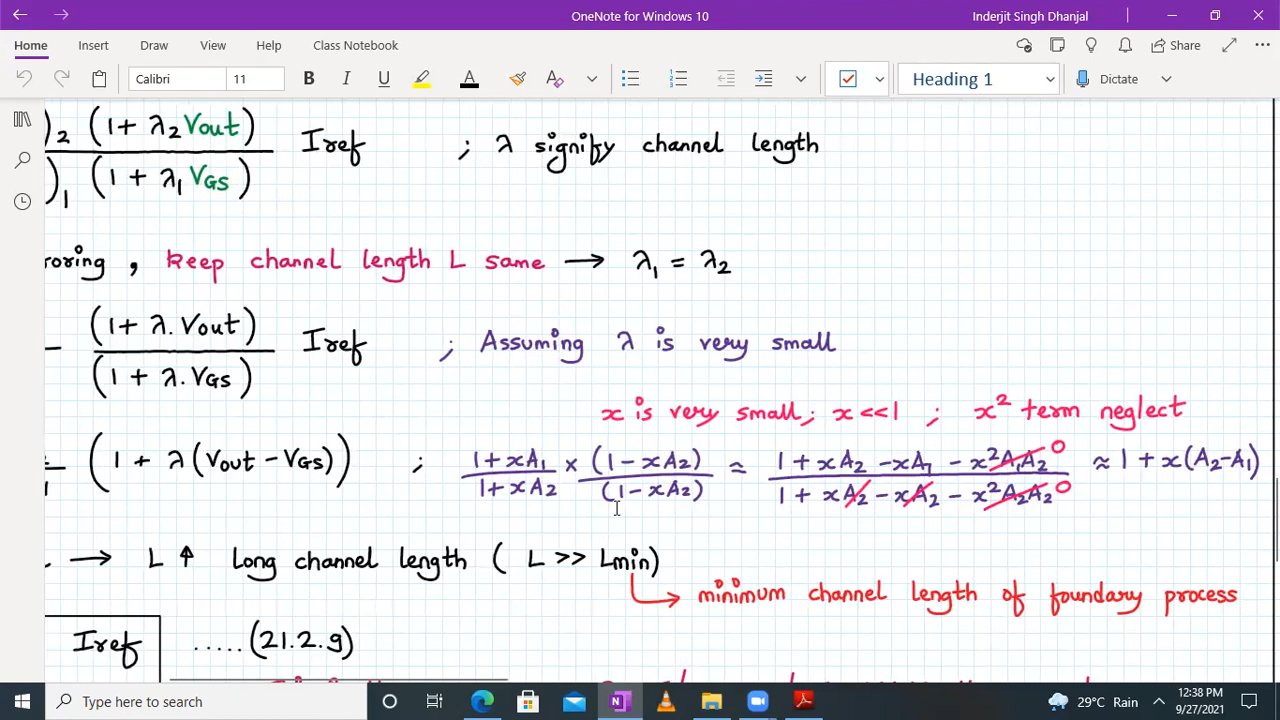 OneNote for Windows 10
Inderjit Singh Dhanjal
Home Insert Draw View Help Class Notebook Share
Calibri 11 B I U A Heading 1 Dictate
)₂ (1 + λ₂Vout) Iref ; λ signify channel length
)₁ (1 + λ₁ VGS)
roring , keep channel length L same → λ₁ = λ₂
(1 + λ. Vout) Iref ; Assuming λ is very small
(1 + λ. VGS)
x is very small; x <<1 ; x² term neglect
(1 + λ (Vout - VGS)) ; 1+xA₁ / 1+xA₂ × (1-xA₂) / (1-xA₂) ≈ 1 + xA₂ - xA₁ - x²A₁A₂ 0 / 1 + xA₂ - xA₂ - x²A₂A₂ 0 ≈ 1 + x(A₂-A₁)
→ L ↑ Long channel length ( L >> Lmin)
minimum channel length of foundary process
Iref .....(21.2.9)
Type here to search
29°C Rain
12:38 PM
9/27/2021